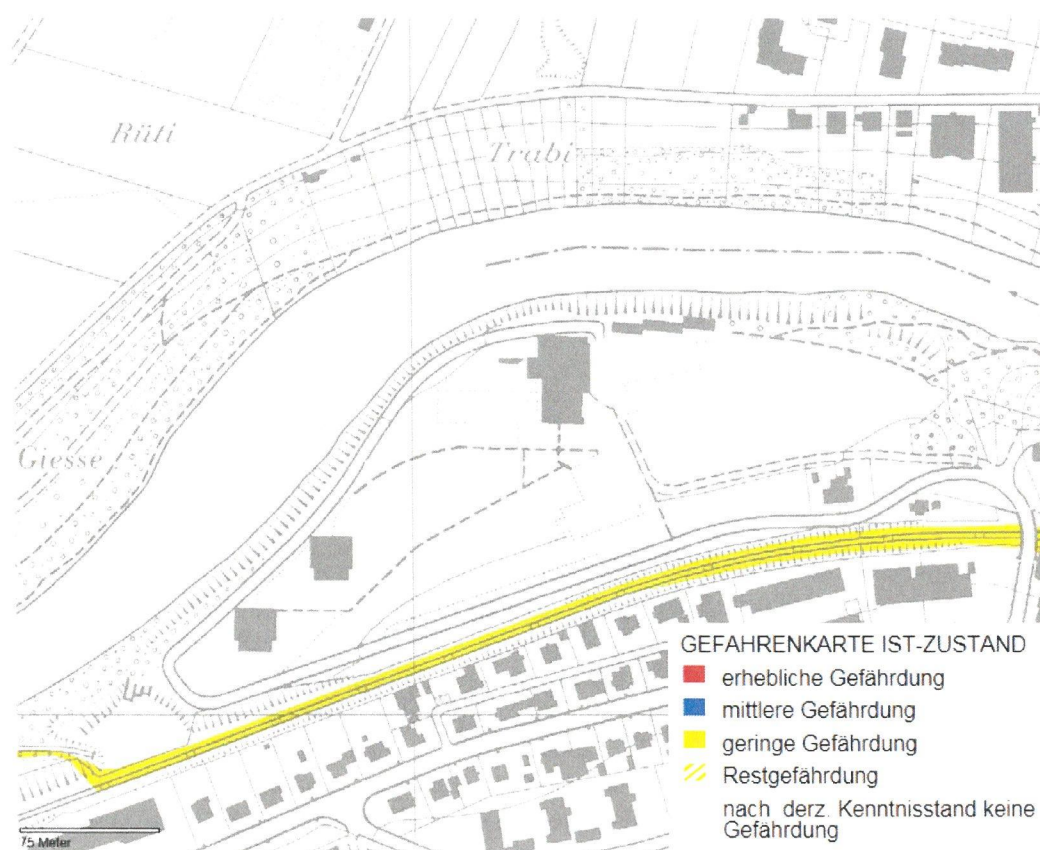 Rüti
Trabi
Giesse
GEFAHRENKARTE IST-ZUSTAND
erhebliche Gefährdung
mittlere Gefährdung
geringe Gefährdung
Restgefährdung
nach derz. Kenntnisstand keine
Gefährdung
75 Meter